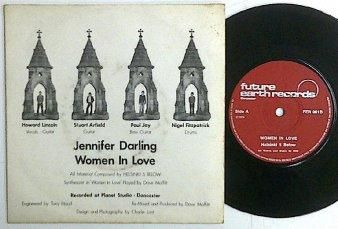 Howard Lincoln
Vocals - Guitar
Stuart Arfield
Guitar
Paul Jay
Bass Guitar
Nigel Fitzpatrick
Drums
Jennifer Darling
Women In Love
All Material Composed by HELSINKI 5 BELOW
Synthesizer in 'Women in Love' Played by Dave Moffitt
Recorded at Planet Studio - Doncaster
Engineered by Tony
Re-Mixed and Produced by Dave Moffitt
Design and Photography by Charlie
future
earth records
Side A
WOMEN IN LOVE
Helsinki 5 Below